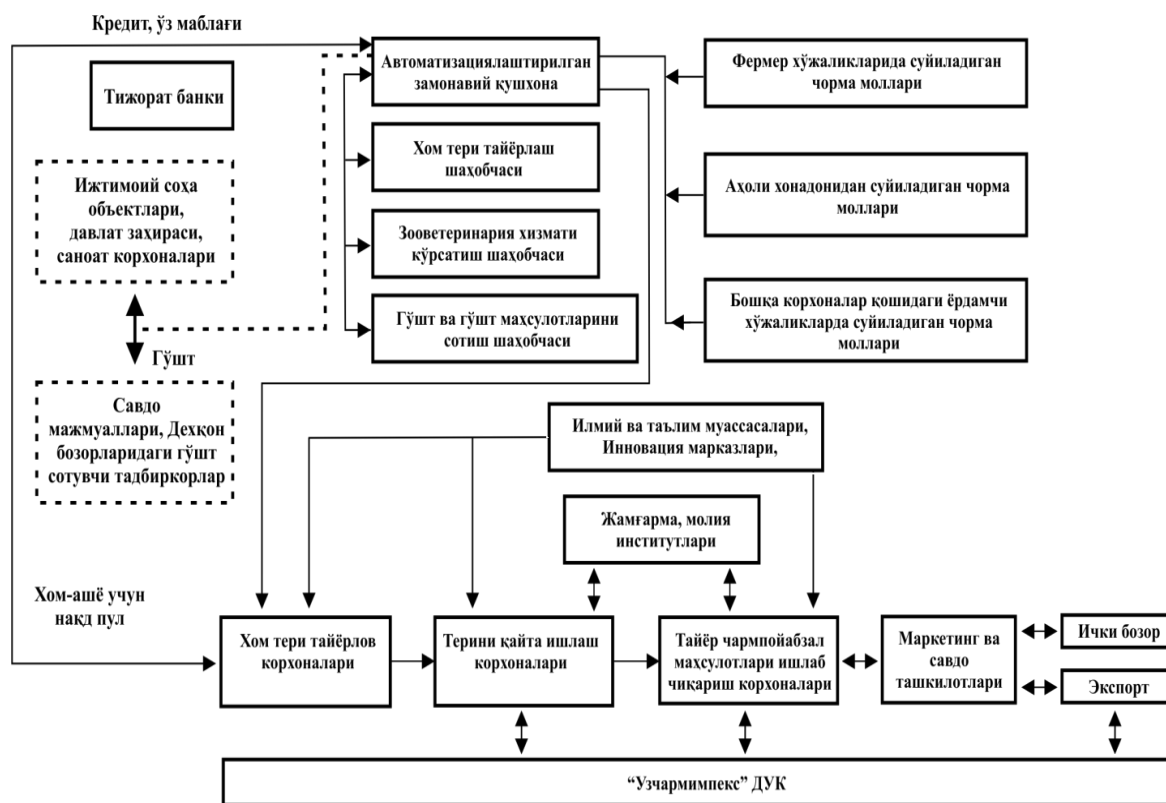 Кредит, ўз маблағи
Тижорат банки
Ижтимоий соҳа
объектлари,
давлат заҳираси,
саноат корхоналари
Гўшт
Савдо
мажмуаллари, Дехқон
бозорларидаги гўшт
сотувчи тадбиркорлар
Хом-ашё учун
нақд пул
Автоматизациялаштирилган
замонавий қушхона
Хом тери тайёрлаш
шаҳобчаси
Зооветеринария хизмати
кўрсатиш шаҳобчаси
Гўшт ва гўшт маҳсулотларини
сотиш шаҳобчаси
Фермер хўжаликларида суйиладиган
чорма моллари
Аҳоли хонадонидан суйиладиган чорма
моллари
Бошқа корхоналар қошидаги ёрдамчи
хўжаликларда суйиладиган чорма
моллари
Илмий ва таълим муассасалари,
Инновация марказлари,
Жамғарма, молия
институтлари
Хом тери тайёрлов
корхоналари
Терини қайта ишлаш
корхоналари
Тайёр чармпойабзал
маҳсулотлари ишлаб
чиқариш корхоналари
Маркетинг ва
савдо
ташкилотлари
Ички бозор
Экспорт
“Узчармимпекс” ДУК